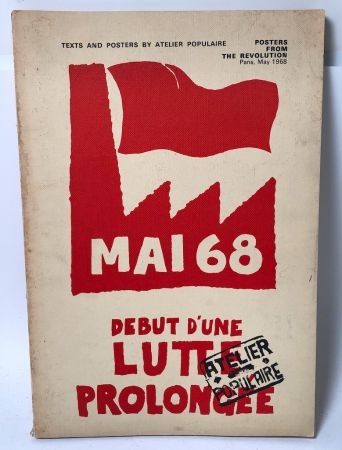 TEXTS AND POSTERS BY ATELIER POPULAIRE
POSTERS
FROM
THE REVOLUTION
Paris, May 1968
MAI 68
DEBUT D'UNE
LUTTE
PROLONGÉE
ATELIER
POPULAIRE